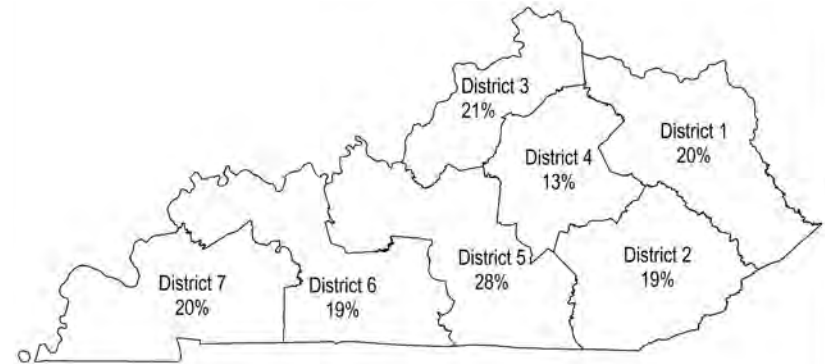 District 3
21%
District 1
20%
District 4
13%
District 2
19%
District 5
28%
District 6
19%
District 7
20%